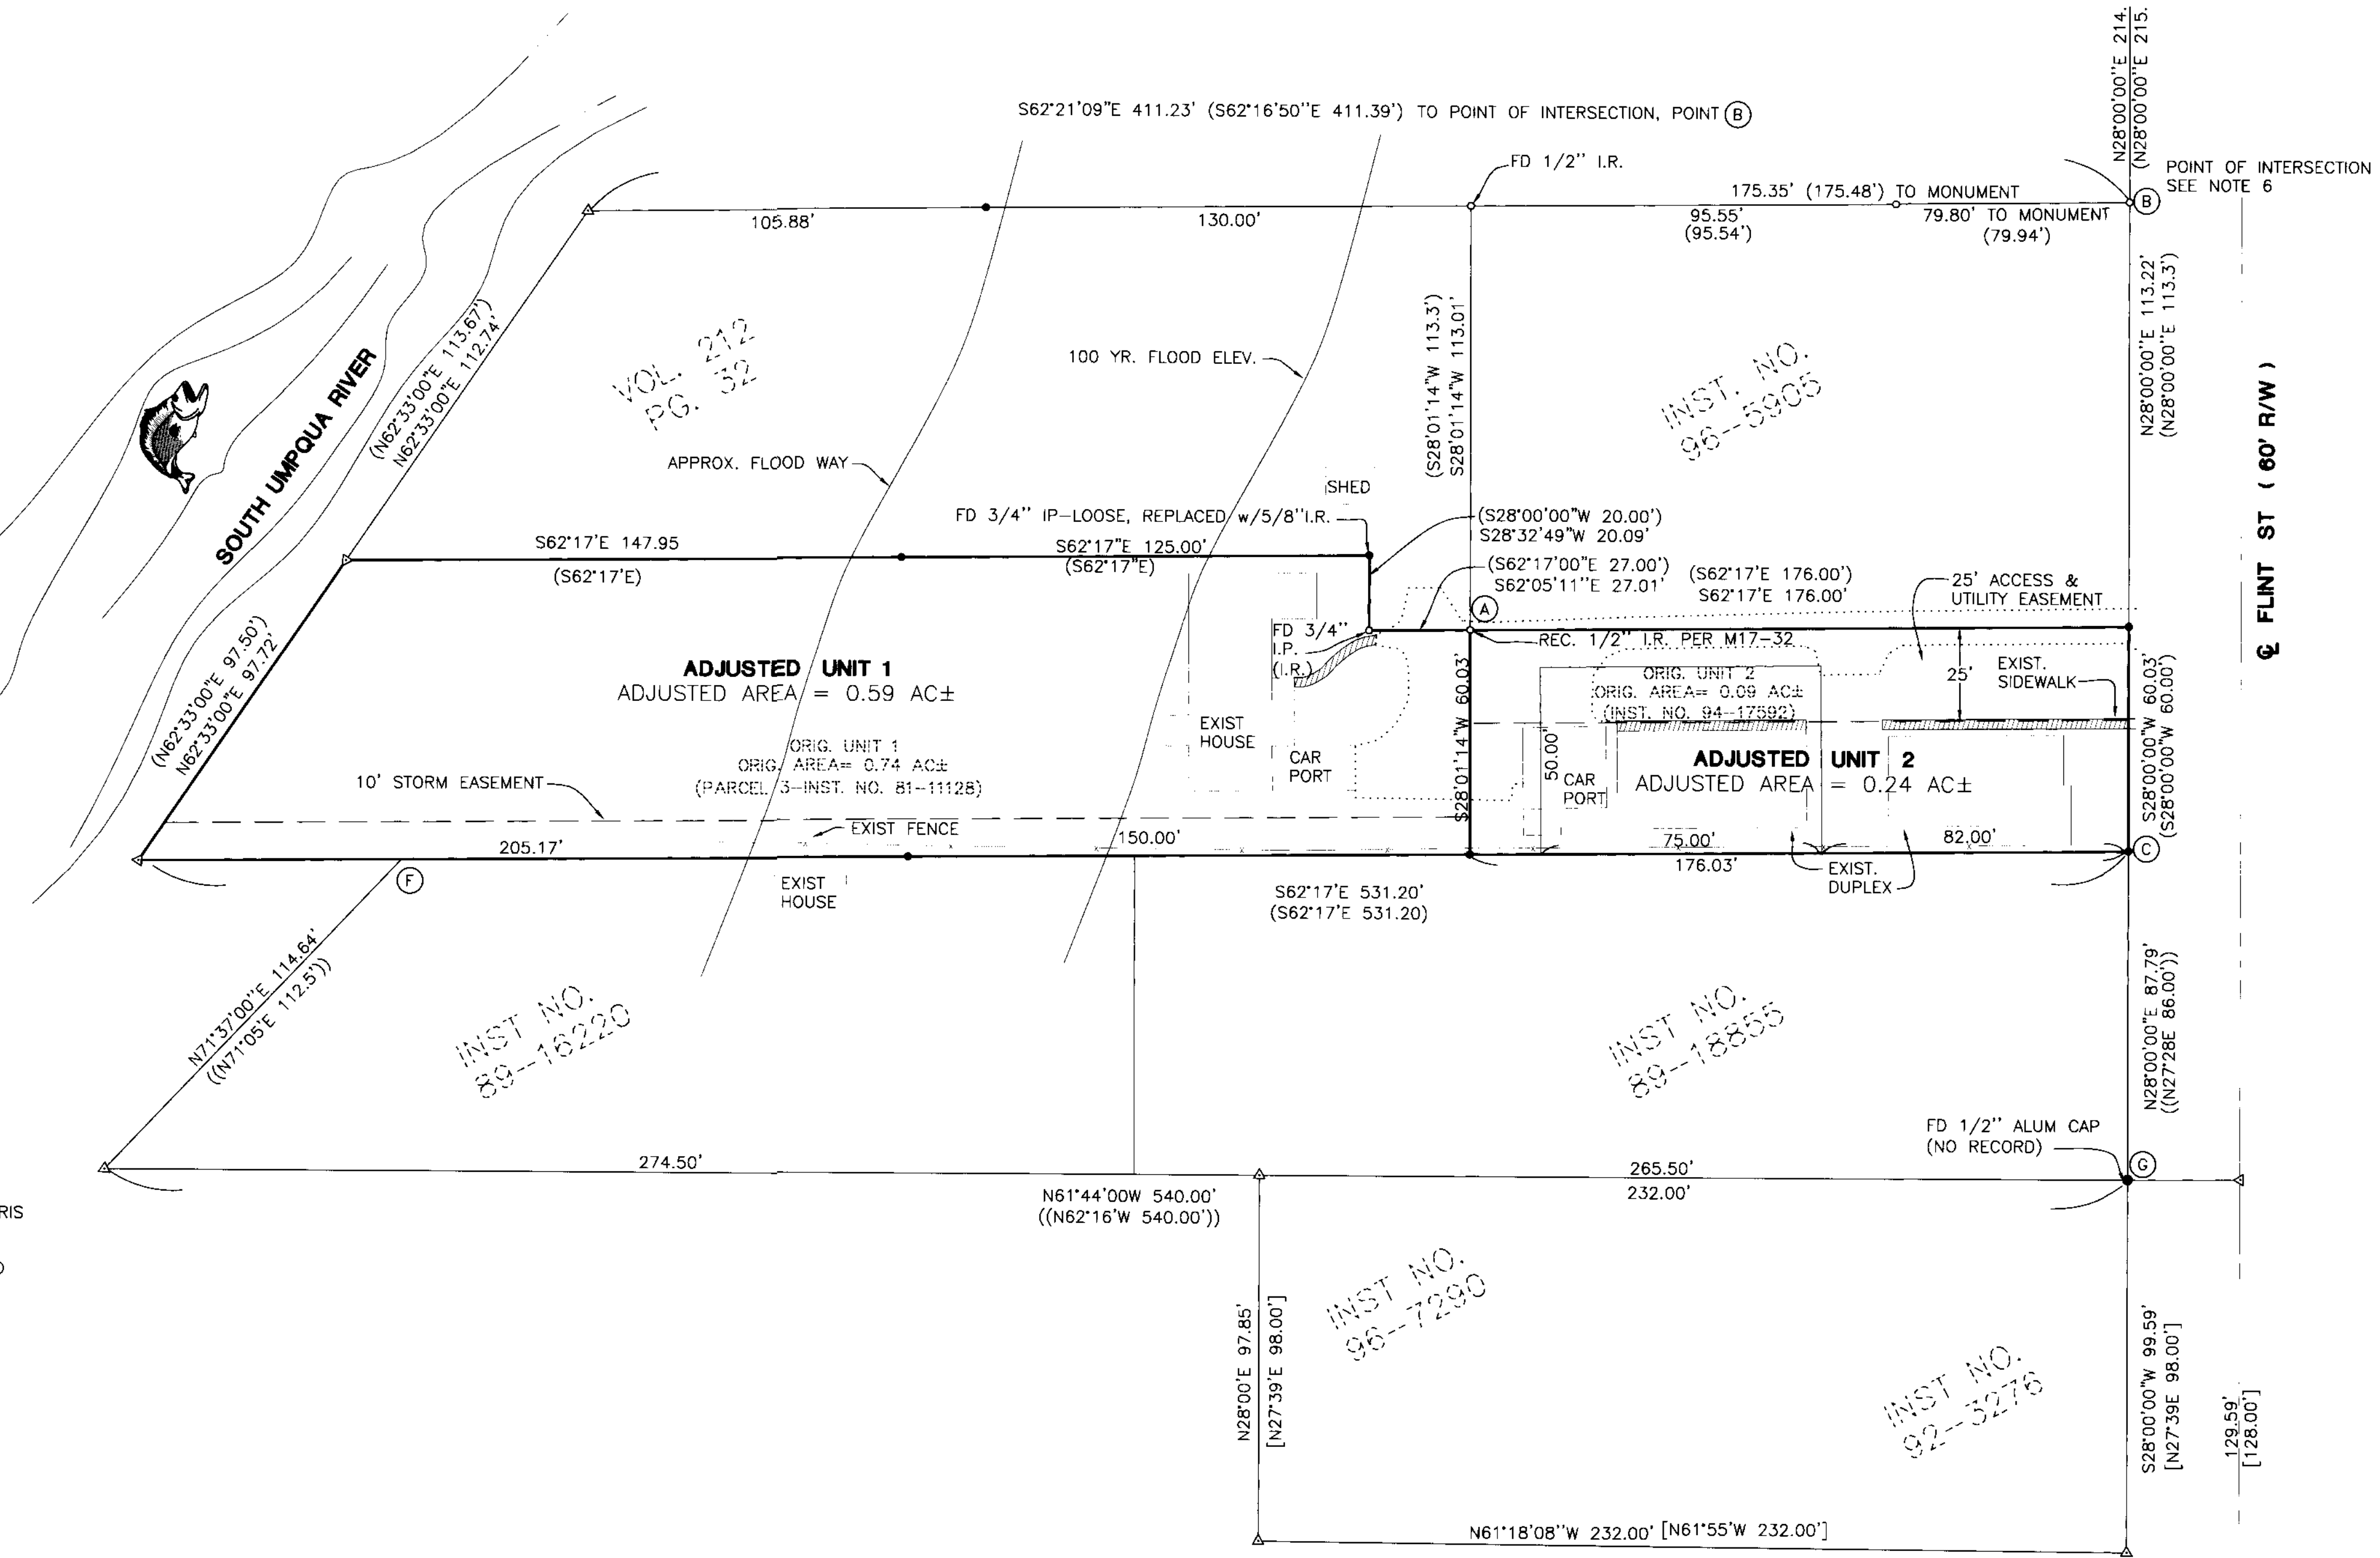 N28°00'00"E 214.
(N28°00'00"E 215.
S62°21'09"E 411.23' (S62°16'50"E 411.39') TO POINT OF INTERSECTION, POINT B
FD 1/2" I.R.
POINT OF INTERSECTION
SEE NOTE 6
175.35' (175.48') TO MONUMENT
B
105.88'
130.00'
95.55'
(95.54')
79.80' TO MONUMENT
(79.94')
N28°00'00"E 113.22'
(N28°00'00"E 113.3')
(N62°33'00"E 113.67')
N62°33'00"E 112.74'
SOUTH UMPQUA RIVER
VOL. 212
PG. 32
100 YR. FLOOD ELEV.
(S28°01'14"W 113.3')
S28°01'14"W 113.01'
INST. NO.
96-5905
℄ FLINT ST ( 60' R/W )
APPROX. FLOOD WAY
SHED
FD 3/4" IP-LOOSE, REPLACED w/5/8"I.R.
(S28°00'00"W 20.00')
S28°32'49"W 20.09'
S62°17'E 147.95
(S62°17'E)
S62°17"E 125.00'
(S62°17"E)
(S62°17'00"E 27.00')
S62°05'11"E 27.01'
(S62°17'E 176.00')
S62°17'E 176.00'
25' ACCESS &
UTILITY EASEMENT
A
FD 3/4"
I.P.
(I.R.)
REC. 1/2" I.R. PER M17-32
(N62°33'00"E 97.50')
N62°33'00"E 97.72'
ADJUSTED UNIT 1
ADJUSTED AREA = 0.59 AC±
ORIG. UNIT 1
ORIG. AREA= 0.74 AC±
(PARCEL 3-INST. NO. 81-11128)
EXIST
HOUSE
CAR
PORT
S28°01'14"W 60.03'
ORIG. UNIT 2
ORIG. AREA= 0.09 AC±
(INST. NO. 94-17592)
25'
EXIST.
SIDEWALK
50.00'
CAR
PORT
ADJUSTED UNIT 2
ADJUSTED AREA = 0.24 AC±
S28°00'00"W 60.03'
(S28°00'00"W 60.00')
10' STORM EASEMENT
EXIST FENCE
205.17'
150.00'
75.00'
82.00'
C
176.03'
F
EXIST
HOUSE
EXIST.
DUPLEX
S62°17'E 531.20'
(S62°17'E 531.20)
N71°37'00"E 114.64'
((N71°05'E 112.5'))
INST NO.
89-16220
INST NO.
89-18855
N28°00'00"E 87.79'
((N27°28E 86.00'))
FD 1/2" ALUM CAP
(NO RECORD)
G
274.50'
265.50'
232.00'
N61°44'00W 540.00'
((N62°16'W 540.00'))
RIS
N28°00'E 97.85'
[N27°39'E 98.00']
INST NO.
96-7290
INST NO.
92-3276
S28°00'00"W 99.59'
[N27°39E 98.00']
129.59'
[128.00']
N61°18'08"W 232.00' [N61°55'W 232.00']